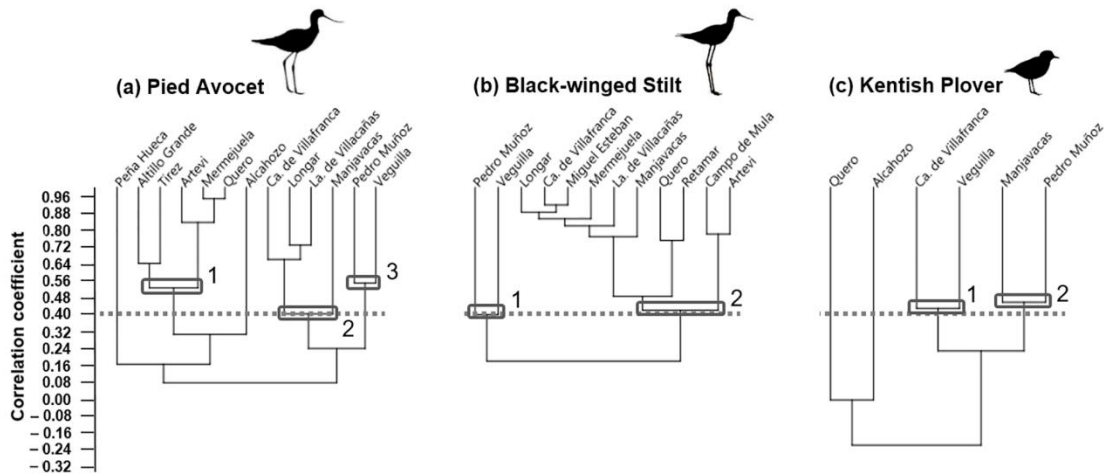 (a) Pied Avocet
Peña Hueca
Altillo Grande
Tírez
Artevi
Mermejuela
Quero
Alcahozo
Ca. de Villafranca
Longar
La. de Villacañas
Manjavacas
Pedro Muñoz
Veguilla
1
2
3
(b) Black-winged Stilt
Pedro Muñoz
Veguilla
Longar
Ca. de Villafranca
Miguel Esteban
Mermejuela
La. de Villacañas
Manjavacas
Quero
Retamar
Campo de Mula
Artevi
1
2
(c) Kentish Plover
Quero
Alcahozo
Ca. de Villafranca
Veguilla
Manjavacas
Pedro Muñoz
1
2
Correlation coefficient
0.96
0.88
0.80
0.72
0.64
0.56
0.48
0.40
0.32
0.24
0.16
0.08
0.00
– 0.08
– 0.16
– 0.24
– 0.32